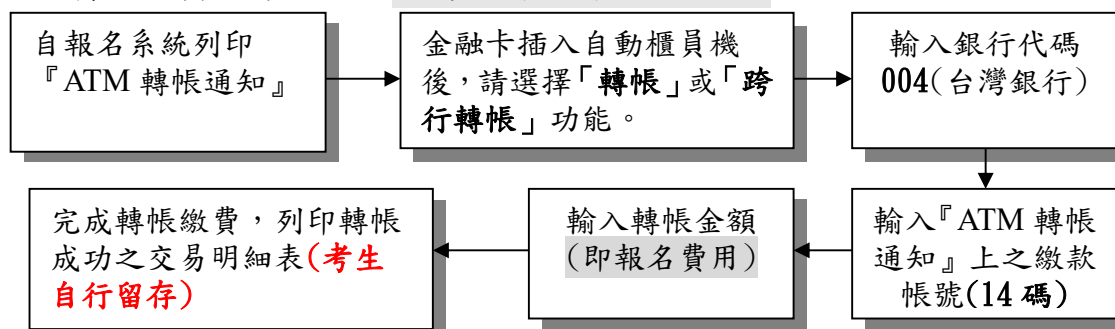 自報名系統列印
『ATM 轉帳通知』
金融卡插入自動櫃員機
後，請選擇「轉帳」或「跨
行轉帳」功能。
輸入銀行代碼
004(台灣銀行)
輸入『ATM 轉帳
通知』上之繳款
帳號(14 碼)
輸入轉帳金額
(即報名費用)
完成轉帳繳費，列印轉帳
成功之交易明細表(考生
自行留存)